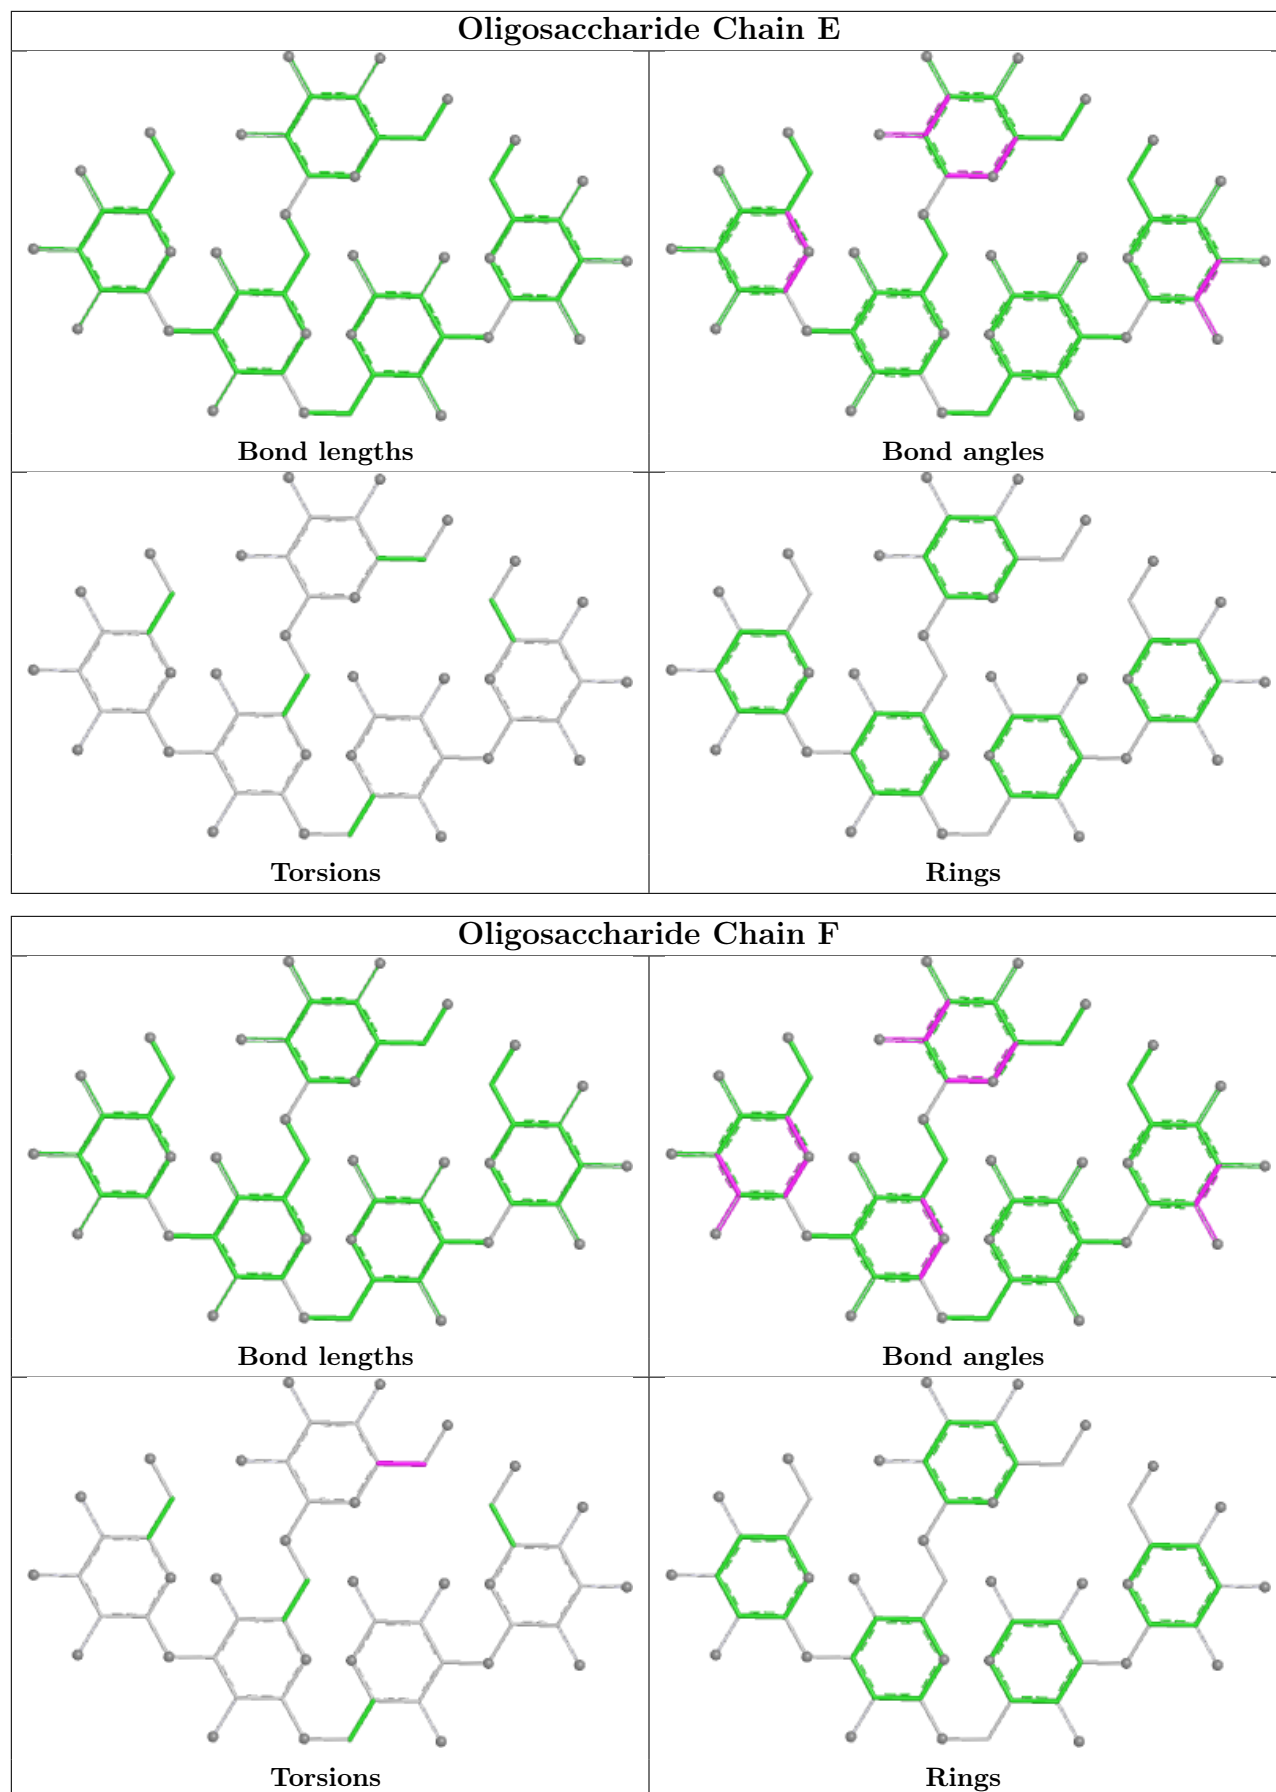 Oligosaccharide Chain E
Bond lengths
Bond angles
Torsions
Rings
Oligosaccharide Chain F
Bond lengths
Bond angles
Torsions
Rings